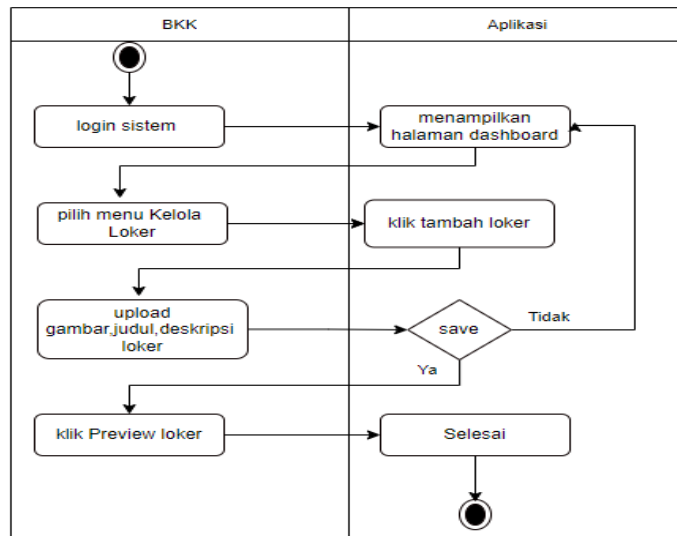 BKK
Aplikasi
login sistem
menampilkan
halaman dashboard
pilih menu Kelola
Loker
klik tambah loker
upload
gambar,judul,deskripsi
loker
save
Tidak
Ya
klik Preview loker
Selesai